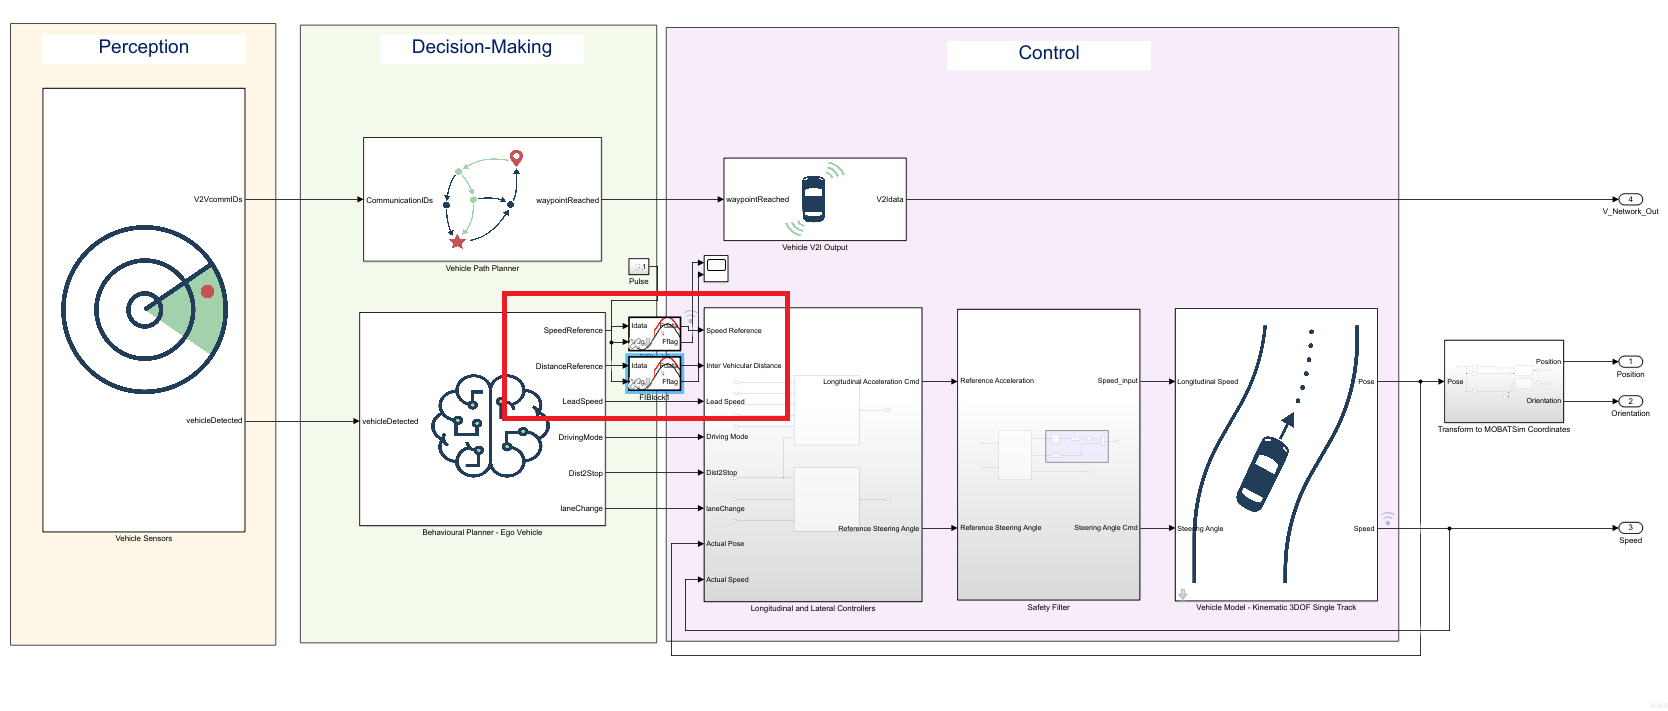 Perception
Decision-Making
Control
V2VcommIDs
vehicleDetected
Vehicle Sensors
CommunicationIDs
waypointReached
Vehicle Path Planner
Pulse
vehicleDetected
SpeedReference
DistanceReference
LeadSpeed
DrivingMode
Dist2Stop
laneChange
Behavioural Planner - Ego Vehicle
Idata
Fdata
Fflag
Idata
Fdata
Fflag
FIBlock1
waypointReached
V2Idata
Vehicle V2I Output
Speed Reference
Inter Vehicular Distance
Lead Speed
Driving Mode
Dist2Stop
laneChange
Actual Pose
Actual Speed
Longitudinal Acceleration Cmd
Reference Steering Angle
Longitudinal and Lateral Controllers
Reference Acceleration
Reference Steering Angle
Speed_input
Steering Angle Cmd
Safety Filter
Longitudinal Speed
Steering Angle
Pose
Speed
Vehicle Model - Kinematic 3DOF Single Track
Pose
Position
Orientation
Transform to MOBATSim Coordinates
4
V_Network_Out
1
Position
2
Orientation
3
Speed